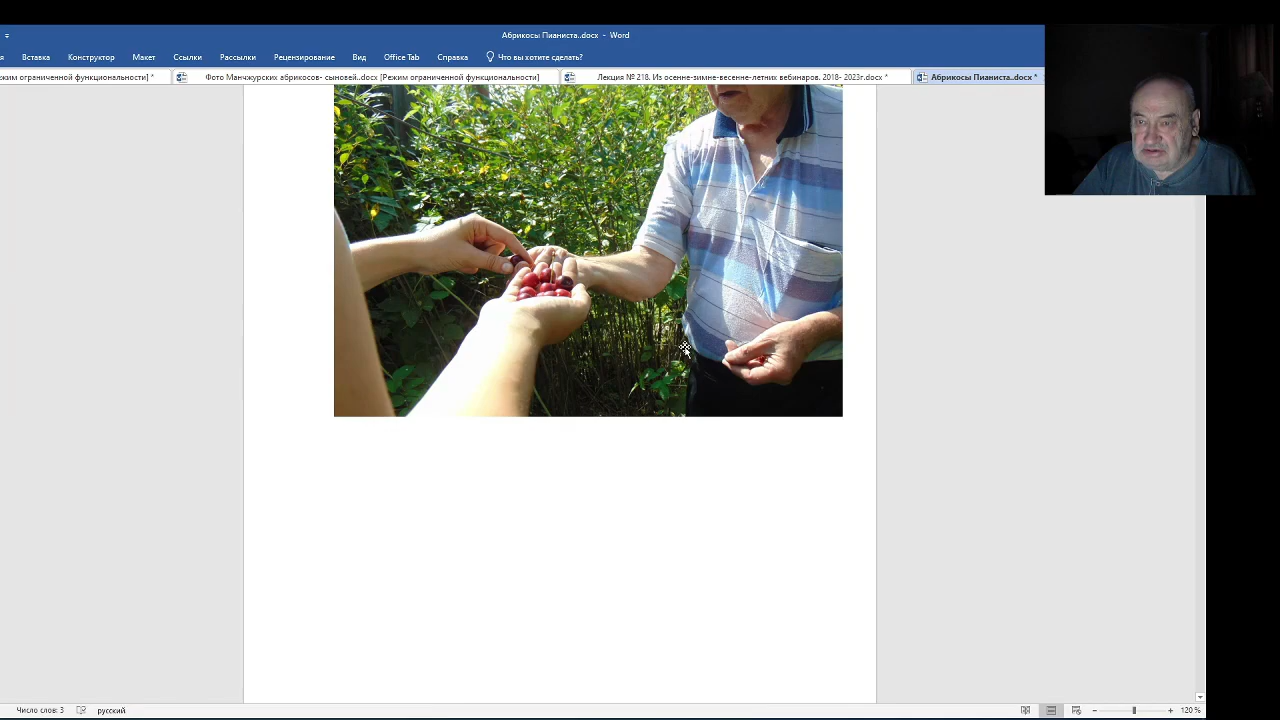 Абрикосы Пианиста..docx - Word
Вставка Конструктор Макет Ссылки Рассылки Рецензирование Вид Office Tab Справка Что вы хотите сделать?
ежим ограниченной функциональности] * Фото Манчжурских абрикосов- сыновей..docx [Режим ограниченной функциональности] Лекция № 218. Из осенне-зимне-весенне-летних вебинаров. 2018- 2023г.docx * Абрикосы Пианиста..docx *
Число слов: 3 русский 120 %